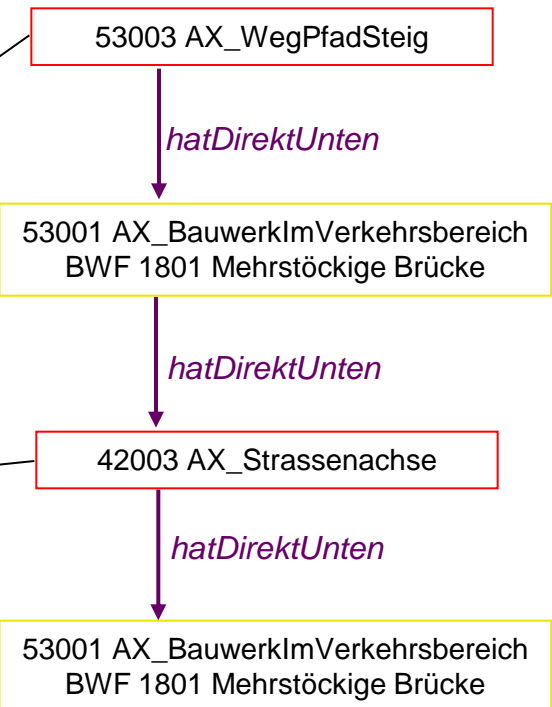 53003 AX_WegPfadSteig
hatDirektUnten
53001 AX_BauwerkImVerkehrsbereich
BWF 1801 Mehrstöckige Brücke
hatDirektUnten
42003 AX_Strassenachse
hatDirektUnten
53001 AX_BauwerkImVerkehrsbereich
BWF 1801 Mehrstöckige Brücke